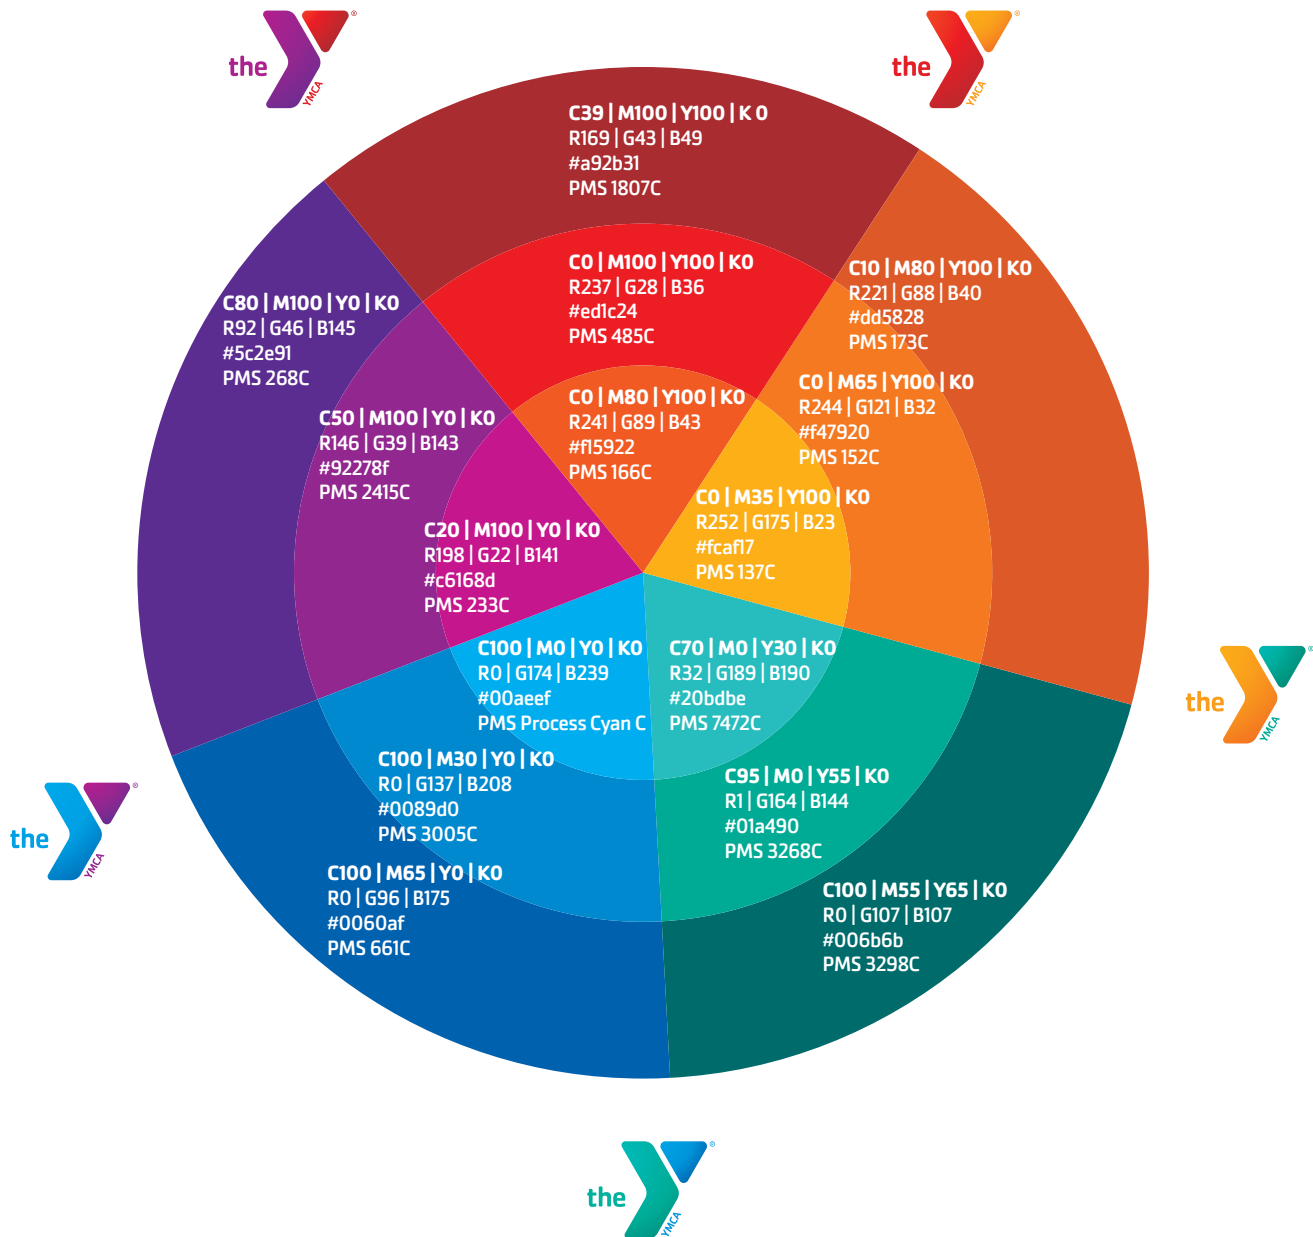 the
YMCA
®
the
YMCA
®
C39 | M100 | Y100 | K 0
R169 | G43 | B49
#a92b31
PMS 1807C
C0 | M100 | Y100 | K0
R237 | G28 | B36
#ed1c24
PMS 485C
C10 | M80 | Y100 | K0
R221 | G88 | B40
#dd5828
PMS 173C
C80 | M100 | Y0 | K0
R92 | G46 | B145
#5c2e91
PMS 268C
C0 | M80 | Y100 | K0
R241 | G89 | B43
#f15922
PMS 166C
C0 | M65 | Y100 | K0
R244 | G121 | B32
#f47920
PMS 152C
C50 | M100 | Y0 | K0
R146 | G39 | B143
#92278f
PMS 2415C
C0 | M35 | Y100 | K0
R252 | G175 | B23
#fcaf17
PMS 137C
C20 | M100 | Y0 | K0
R198 | G22 | B141
#c6168d
PMS 233C
C100 | M0 | Y0 | K0
R0 | G174 | B239
#00aeef
PMS Process Cyan C
C70 | M0 | Y30 | K0
R32 | G189 | B190
#20bdbe
PMS 7472C
the
YMCA
®
C100 | M30 | Y0 | K0
R0 | G137 | B208
#0089d0
PMS 3005C
C95 | M0 | Y55 | K0
R1 | G164 | B144
#01a490
PMS 3268C
the
YMCA
®
C100 | M65 | Y0 | K0
R0 | G96 | B175
#0060af
PMS 661C
C100 | M55 | Y65 | K0
R0 | G107 | B107
#006b6b
PMS 3298C
the
YMCA
®